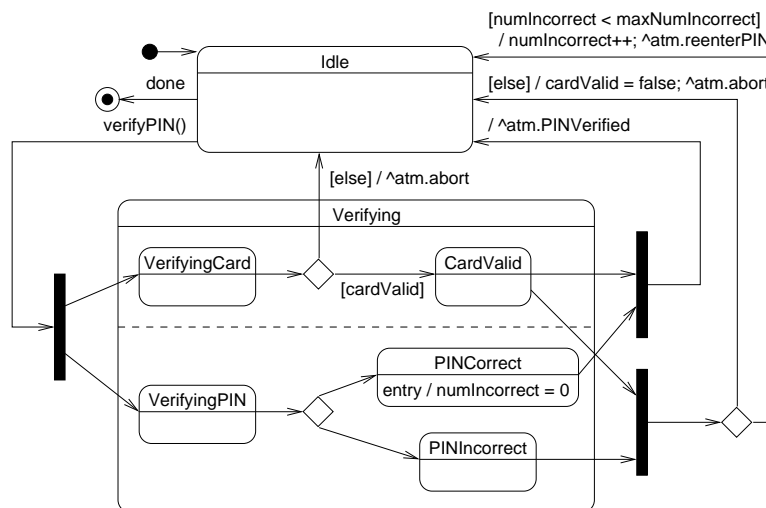 [numIncorrect < maxNumIncorrect]
/ numIncorrect++; ^atm.reenterPIN
Idle
done
[else] / cardValid = false; ^atm.abort
verifyPIN()
/ ^atm.PINVerified
[else] / ^atm.abort
Verifying
VerifyingCard
CardValid
[cardValid]
PINCorrect
entry / numIncorrect = 0
VerifyingPIN
PINIncorrect